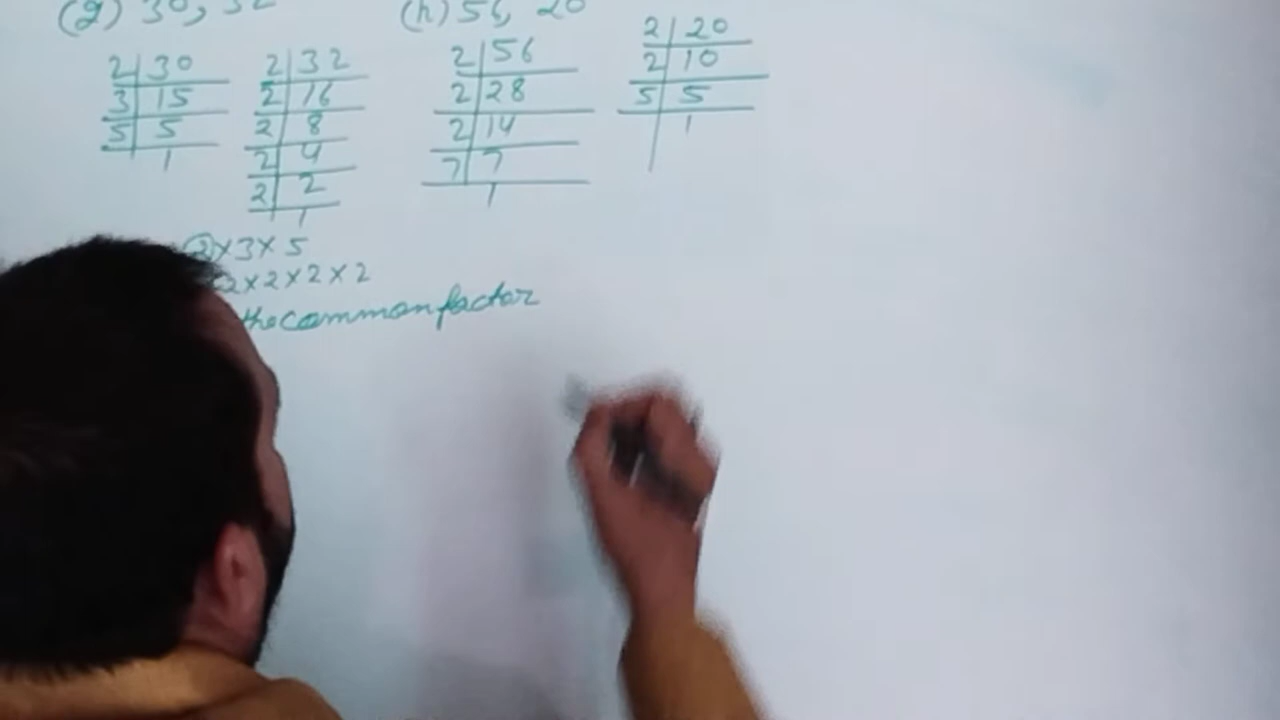 (g) 30, 32
(h) 56, 20
2 | 30
3 | 15
5 | 5
1
2 | 32
2 | 16
2 | 8
2 | 4
2 | 2
1
2 | 56
2 | 28
2 | 14
7 | 7
1
2 | 20
2 | 10
5 | 5
1
2 × 3 × 5
2 × 2 × 2 × 2
the common factor